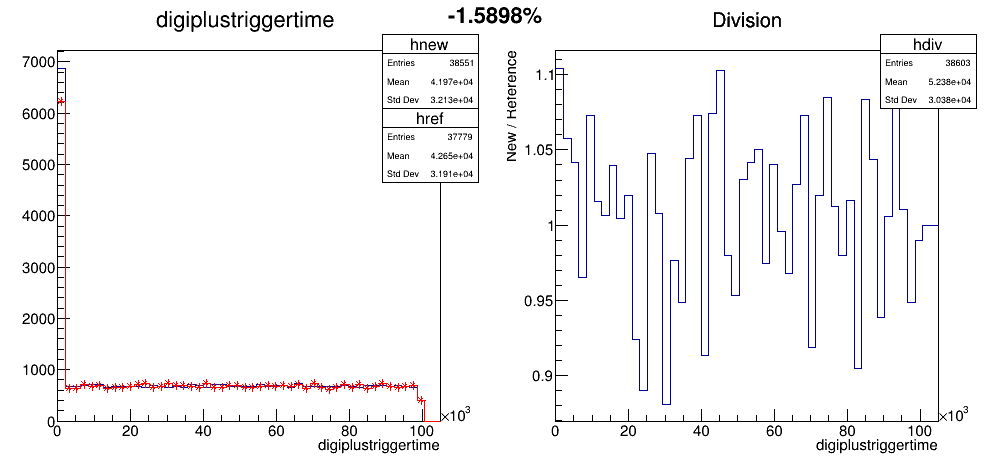 digiplustriggertime
-1.5898%
Division
hnew
Entries 38551
Mean 4.197e+04
Std Dev 3.213e+04
href
Entries 37779
Mean 4.265e+04
Std Dev 3.191e+04
7000
6000
5000
4000
3000
2000
1000
0
0 20 40 60 80 100
×10³
digiplustriggertime
hdiv
Entries 38603
Mean 5.238e+04
Std Dev 3.038e+04
New / Reference
1.1
1.05
1
0.95
0.9
0 20 40 60 80 100
×10³
digiplustriggertime